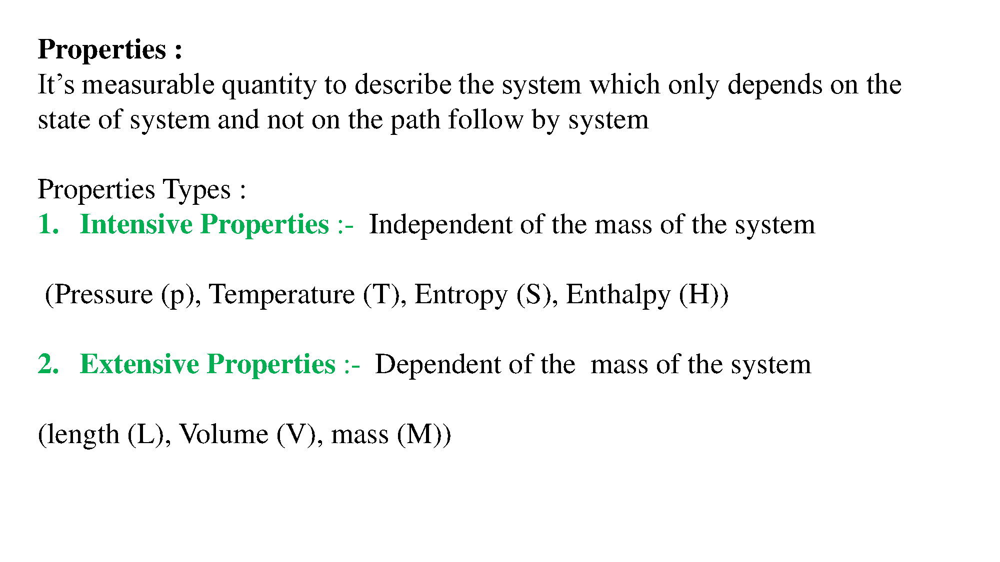 Properties :
It’s measurable quantity to describe the system which only depends on the
state of system and not on the path follow by system
Properties Types :
1. Intensive Properties :- Independent of the mass of the system
(Pressure (p), Temperature (T), Entropy (S), Enthalpy (H))
2. Extensive Properties :- Dependent of the mass of the system
(length (L), Volume (V), mass (M))